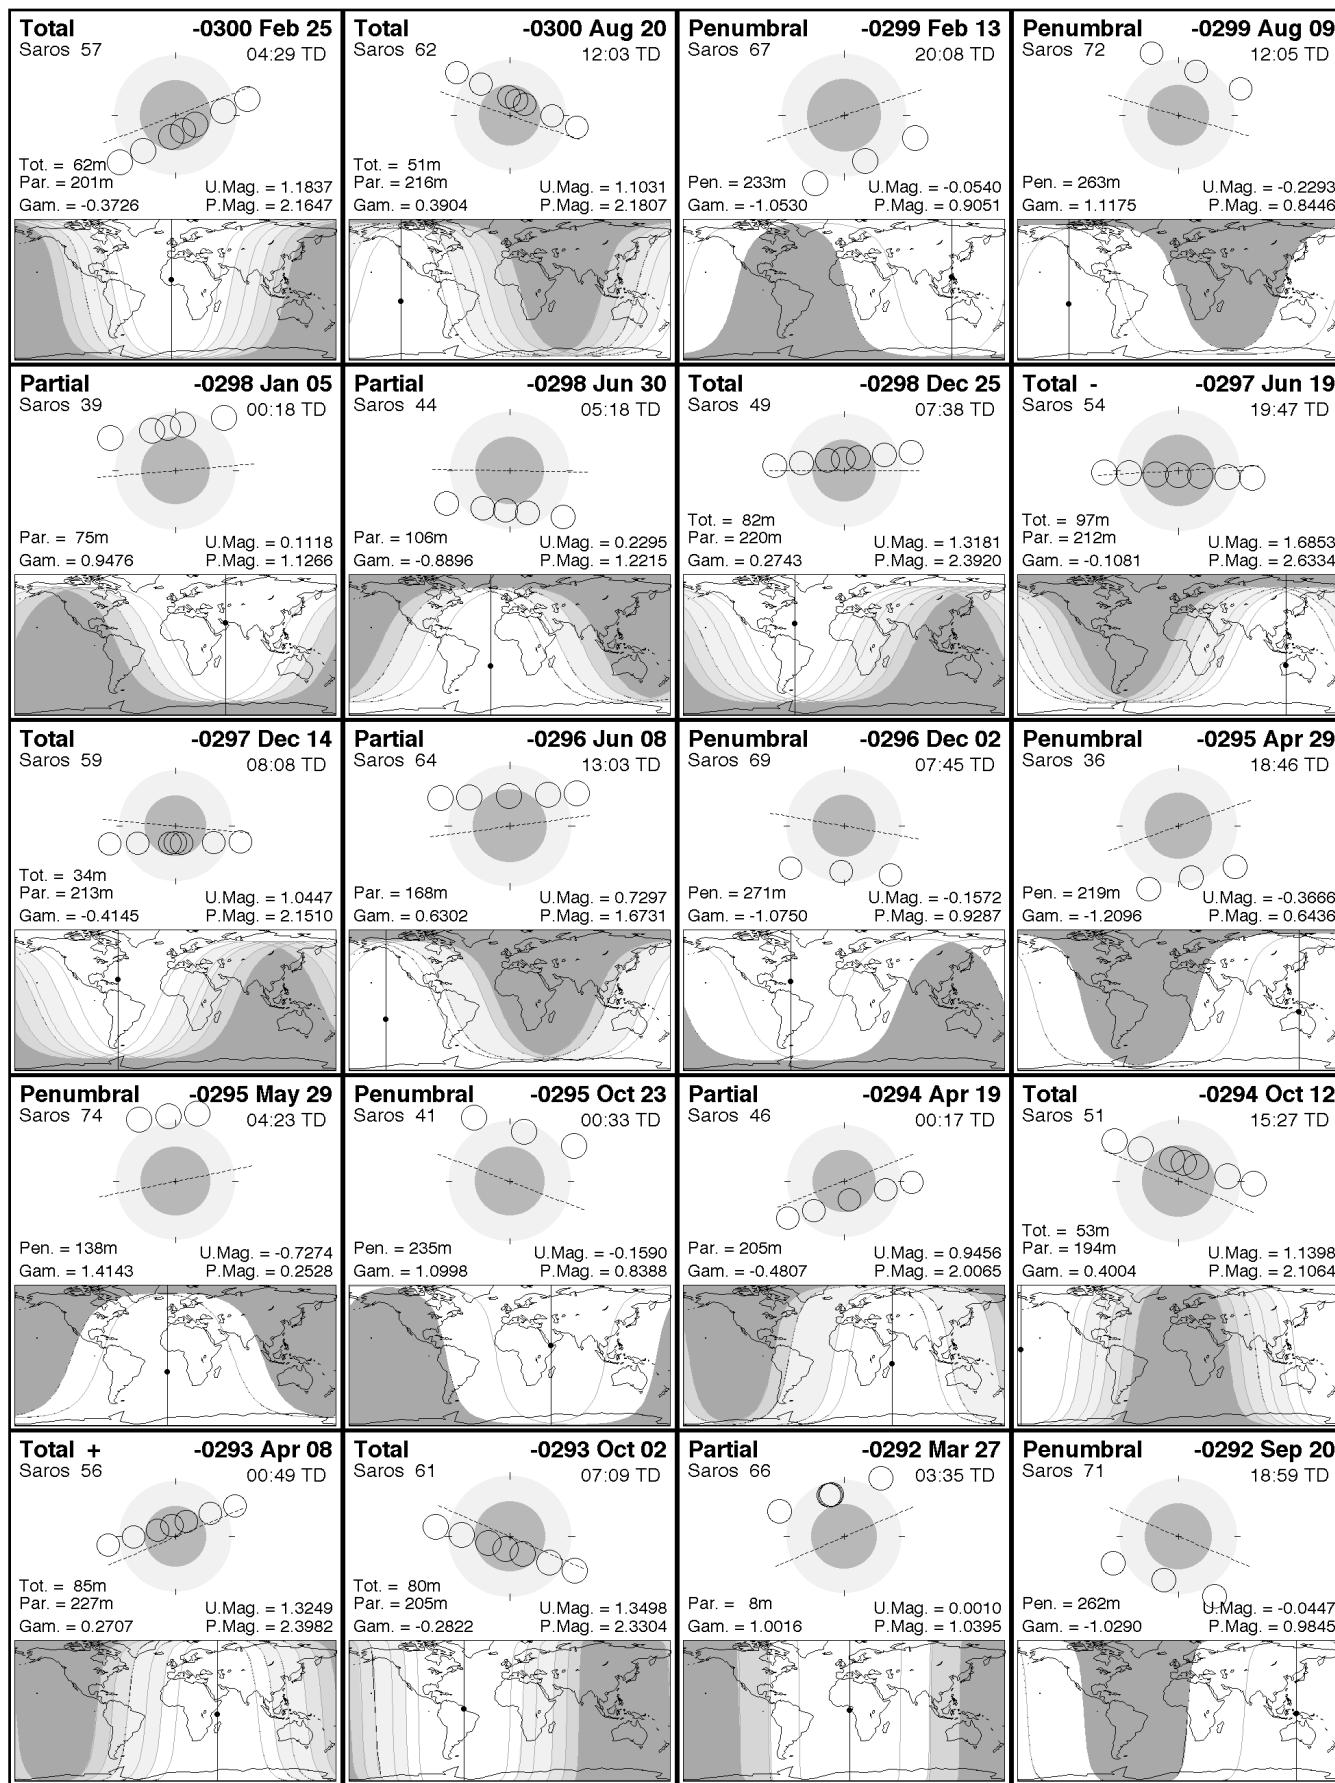 Total -0300 Feb 25
Saros 57 04:29 TD
Tot. = 62m
Par. = 201m U.Mag. = 1.1837
Gam. = -0.3726 P.Mag. = 2.1647
Total -0300 Aug 20
Saros 62 12:03 TD
Tot. = 51m
Par. = 216m U.Mag. = 1.1031
Gam. = 0.3904 P.Mag. = 2.1807
Penumbral -0299 Feb 13
Saros 67 20:08 TD
Pen. = 233m U.Mag. = -0.0540
Gam. = -1.0530 P.Mag. = 0.9051
Penumbral -0299 Aug 09
Saros 72 12:05 TD
Pen. = 263m U.Mag. = -0.2293
Gam. = 1.1175 P.Mag. = 0.8446
Partial -0298 Jan 05
Saros 39 00:18 TD
Par. = 75m U.Mag. = 0.1118
Gam. = 0.9476 P.Mag. = 1.1266
Partial -0298 Jun 30
Saros 44 05:18 TD
Par. = 106m U.Mag. = 0.2295
Gam. = -0.8896 P.Mag. = 1.2215
Total -0298 Dec 25
Saros 49 07:38 TD
Tot. = 82m
Par. = 220m U.Mag. = 1.3181
Gam. = 0.2743 P.Mag. = 2.3920
Total - -0297 Jun 19
Saros 54 19:47 TD
Tot. = 97m
Par. = 212m U.Mag. = 1.6853
Gam. = -0.1081 P.Mag. = 2.6334
Total -0297 Dec 14
Saros 59 08:08 TD
Tot. = 34m
Par. = 213m U.Mag. = 1.0447
Gam. = -0.4145 P.Mag. = 2.1510
Partial -0296 Jun 08
Saros 64 13:03 TD
Par. = 168m U.Mag. = 0.7297
Gam. = 0.6302 P.Mag. = 1.6731
Penumbral -0296 Dec 02
Saros 69 07:45 TD
Pen. = 271m U.Mag. = -0.1572
Gam. = -1.0750 P.Mag. = 0.9287
Penumbral -0295 Apr 29
Saros 36 18:46 TD
Pen. = 219m U.Mag. = -0.3666
Gam. = -1.2096 P.Mag. = 0.6436
Penumbral -0295 May 29
Saros 74 04:23 TD
Pen. = 138m U.Mag. = -0.7274
Gam. = 1.4143 P.Mag. = 0.2528
Penumbral -0295 Oct 23
Saros 41 00:33 TD
Pen. = 235m U.Mag. = -0.1590
Gam. = 1.0998 P.Mag. = 0.8388
Partial -0294 Apr 19
Saros 46 00:17 TD
Par. = 205m U.Mag. = 0.9456
Gam. = -0.4807 P.Mag. = 2.0065
Total -0294 Oct 12
Saros 51 15:27 TD
Tot. = 53m
Par. = 194m U.Mag. = 1.1398
Gam. = 0.4004 P.Mag. = 2.1064
Total + -0293 Apr 08
Saros 56 00:49 TD
Tot. = 85m
Par. = 227m U.Mag. = 1.3249
Gam. = 0.2707 P.Mag. = 2.3982
Total -0293 Oct 02
Saros 61 07:09 TD
Tot. = 80m
Par. = 205m U.Mag. = 1.3498
Gam. = -0.2822 P.Mag. = 2.3304
Partial -0292 Mar 27
Saros 66 03:35 TD
Par. = 8m U.Mag. = 0.0010
Gam. = 1.0016 P.Mag. = 1.0395
Penumbral -0292 Sep 20
Saros 71 18:59 TD
Pen. = 262m U.Mag. = -0.0447
Gam. = -1.0290 P.Mag. = 0.9845